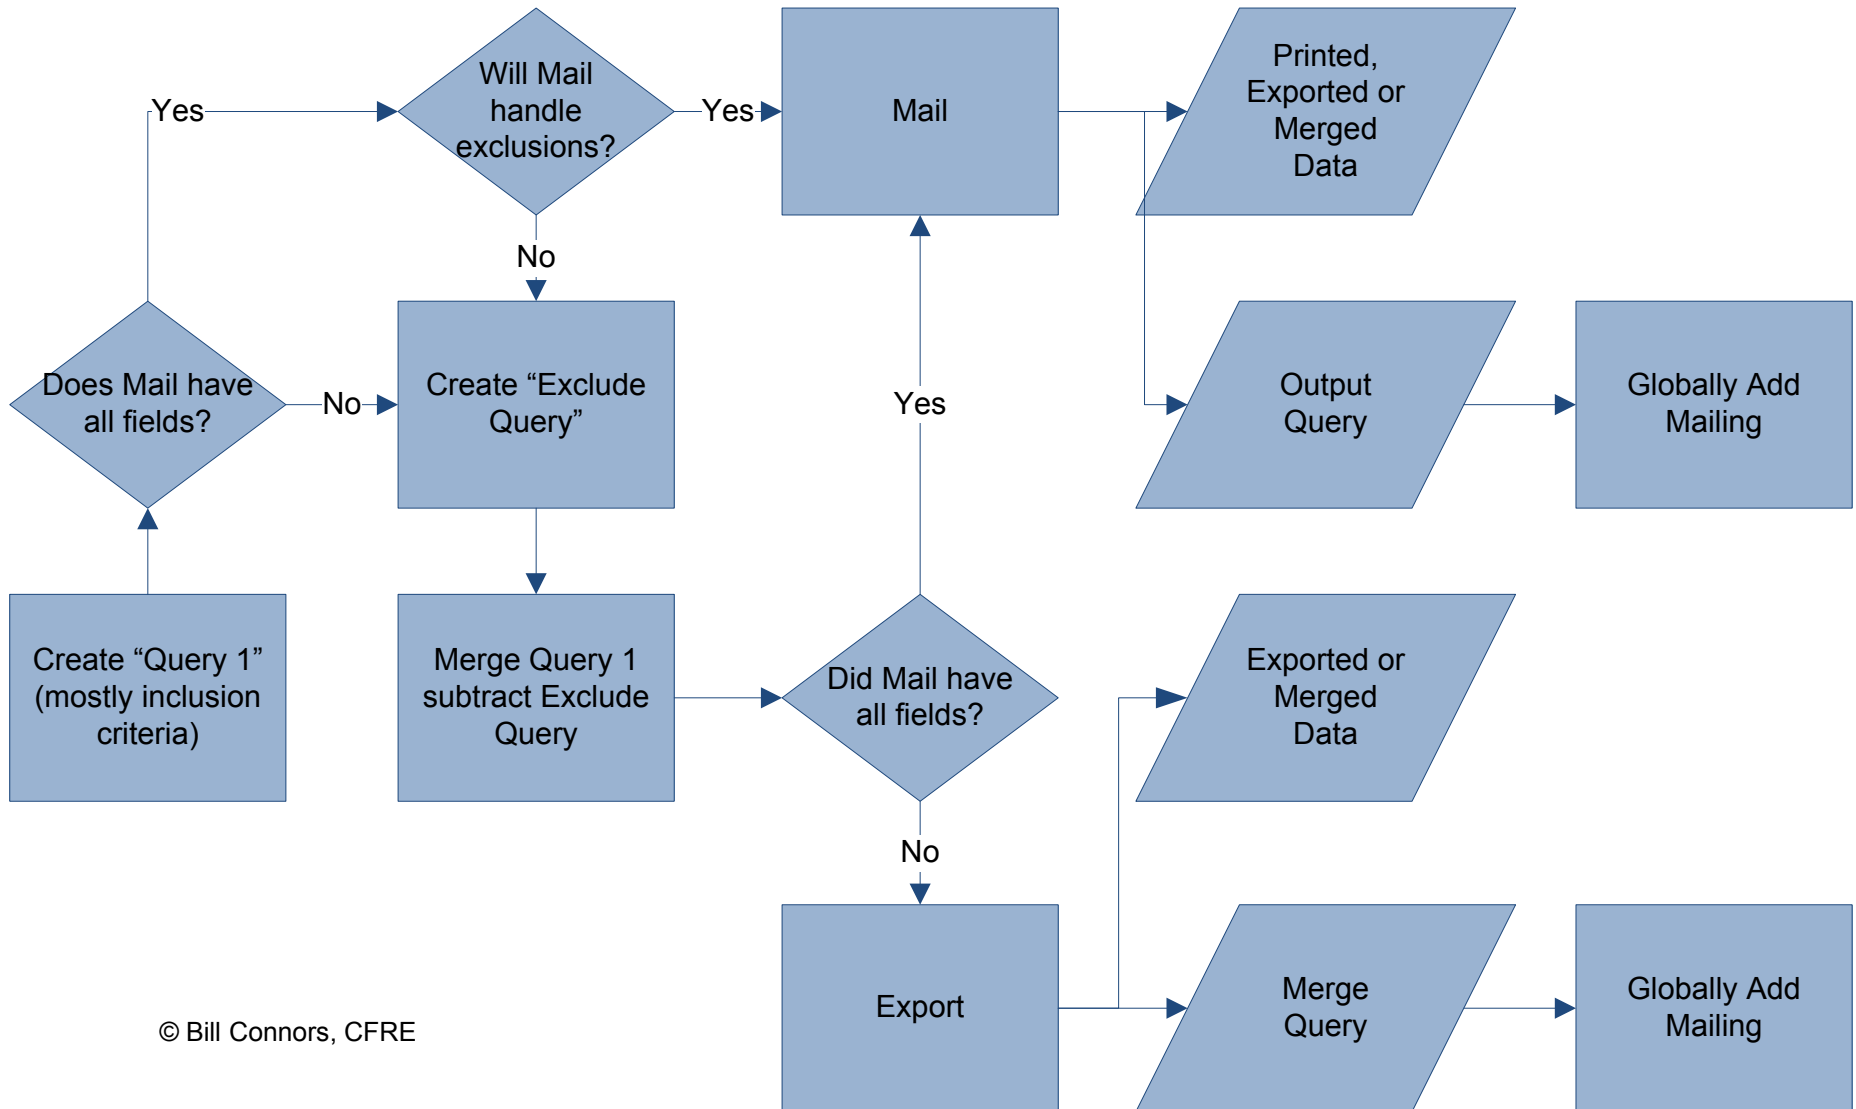 Will Mail
handle
exclusions?
Yes
Yes
Mail
Printed,
Exported or
Merged
Data
No
Does Mail have
all fields?
No
Create “Exclude
Query”
Yes
Output
Query
Globally Add
Mailing
Create “Query 1”
(mostly inclusion
criteria)
Merge Query 1
subtract Exclude
Query
Did Mail have
all fields?
Exported or
Merged
Data
No
Export
Merge
Query
Globally Add
Mailing
© Bill Connors, CFRE